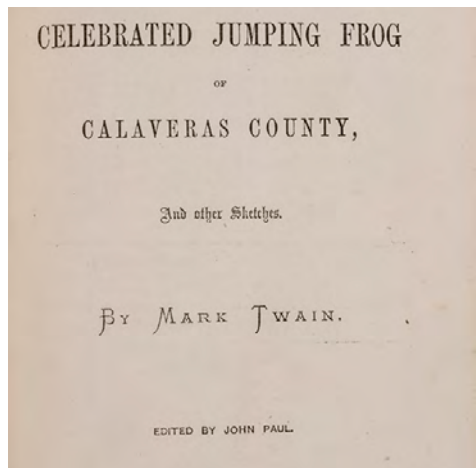 CELEBRATED JUMPING FROG
OF
CALAVERAS COUNTY,
And other Sketches.
BY MARK TWAIN.
EDITED BY JOHN PAUL.